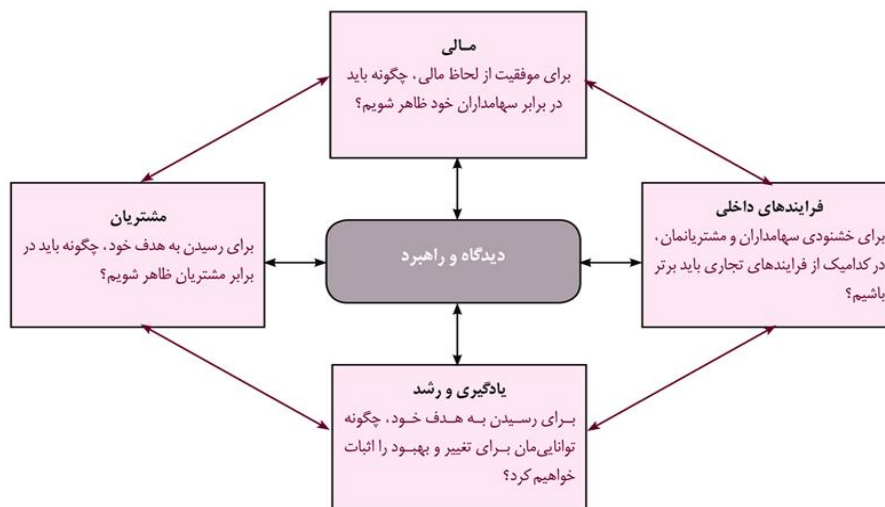 مـالی
برای موفقیت از لحاظ مالی، چگونه باید
در برابر سهامداران خود ظاهر شویم؟
فرایندهای داخلی
برای خشنودی سهامداران و مشتریانمان،
در کدامیک از فرایندهای تجاری باید برتر
باشیم؟
دیدگاه و راهبرد
مشتریان
برای رسیدن به هدف خود، چگونه باید در
برابر مشتریان ظاهر شویم؟
یادگیری و رشد
بـرای رسـیدن بـه هـدف خـود، چگونه
توانایی‌مان بـرای تغییر و بهبـود را اثبات
خواهیم کرد؟